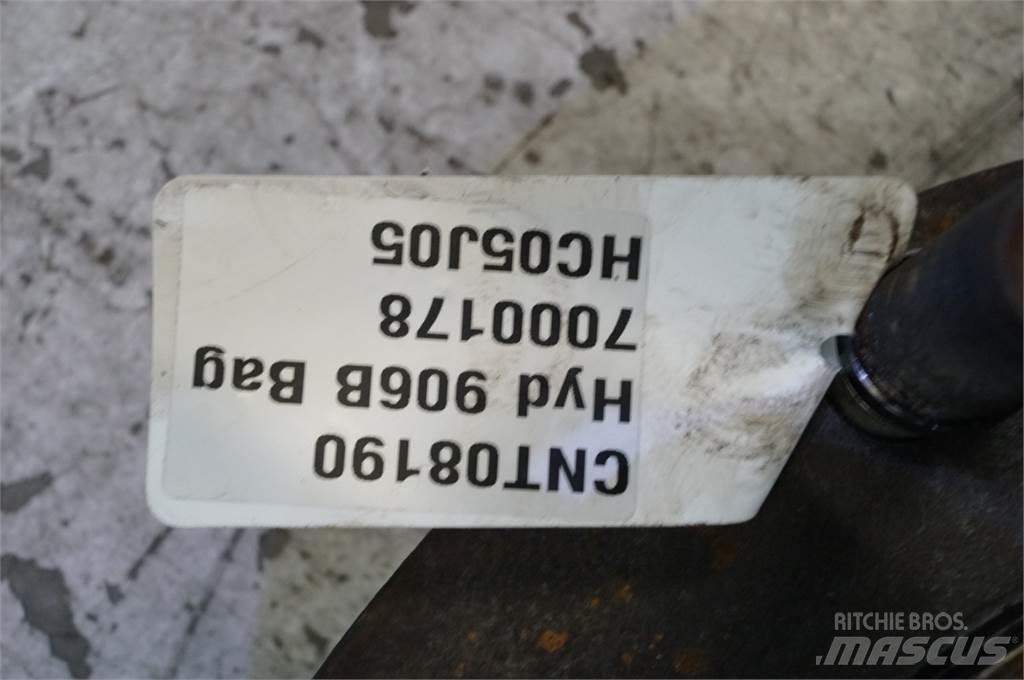 CNT08190
Hyd 906B Bag
7000178
HC05J05
RITCHIE BROS.
MASCUS